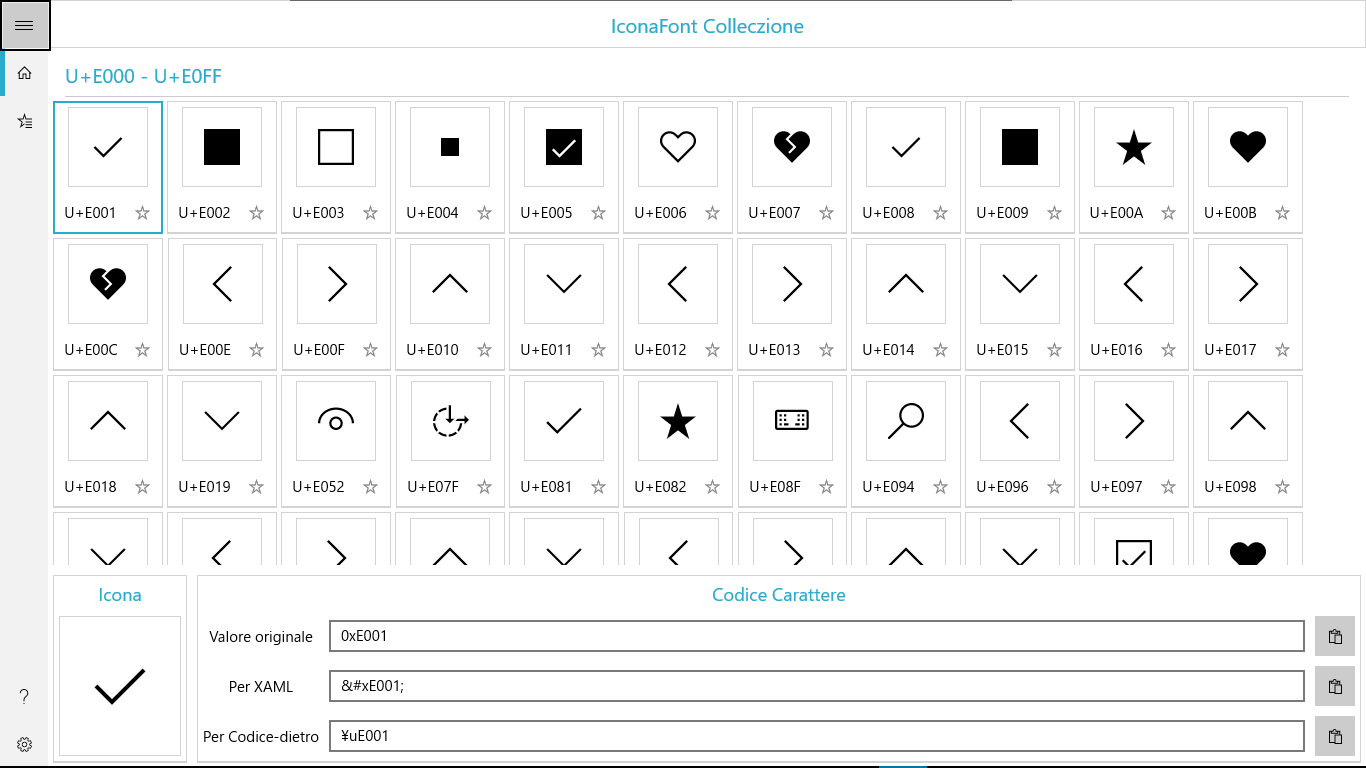 IconaFont Colleczione
U+E000 - U+E0FF
U+E001 U+E002 U+E003 U+E004 U+E005 U+E006 U+E007 U+E008 U+E009 U+E00A U+E00B
U+E00C U+E00E U+E00F U+E010 U+E011 U+E012 U+E013 U+E014 U+E015 U+E016 U+E017
U+E018 U+E019 U+E052 U+E07F U+E081 U+E082 U+E08F U+E094 U+E096 U+E097 U+E098
Icona
Codice Carattere
Valore originale 0xE001
Per XAML &#xE001;
Per Codice-dietro ¥uE001